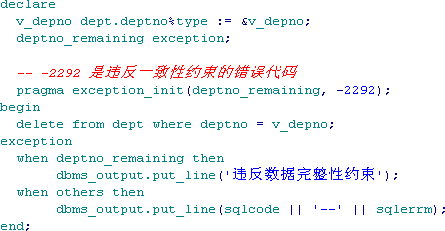 declare
  v_depno dept.deptno%type := &v_depno;
  deptno_remaining exception;
  -- -2292 是违反一致性约束的错误代码
  pragma exception_init(deptno_remaining, -2292);
begin
  delete from dept where deptno = v_depno;
exception
  when deptno_remaining then
       dbms_output.put_line('违反数据完整性约束');
  when others then
       dbms_output.put_line(sqlcode || '--' || sqlerrm);
end;